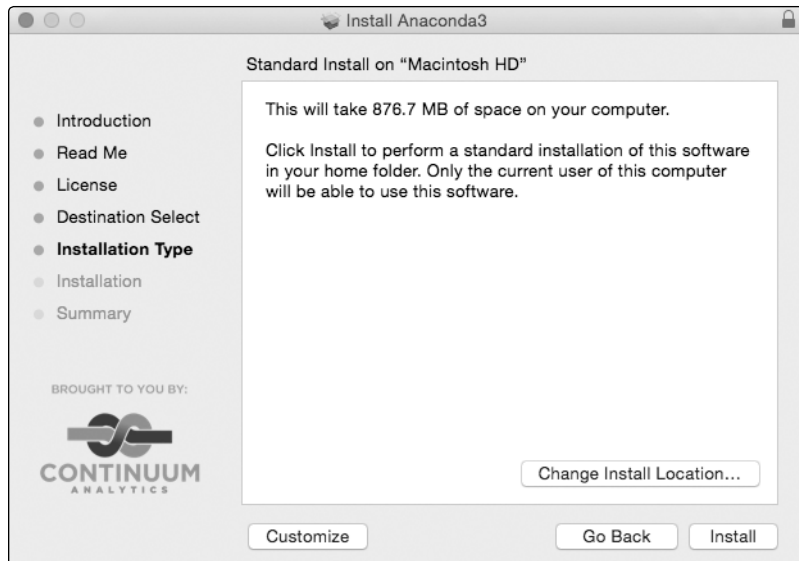 Install Anaconda3
Standard Install on “Macintosh HD”
Introduction
Read Me
License
Destination Select
Installation Type
Installation
Summary
This will take 876.7 MB of space on your computer.
Click Install to perform a standard installation of this software
in your home folder. Only the current user of this computer
will be able to use this software.
BROUGHT TO YOU BY:
CONTINUUM
ANALYTICS
Change Install Location...
Customize
Go Back
Install